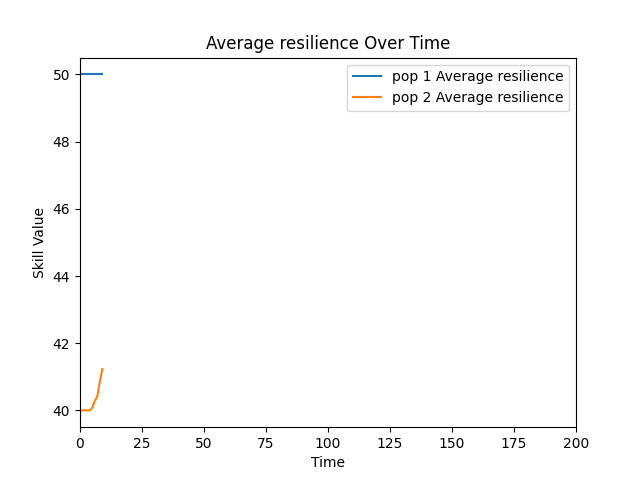 Average resilience Over Time
pop 1 Average resilience
pop 2 Average resilience
Skill Value
50
48
46
44
42
40
0 25 50 75 100 125 150 175 200
Time